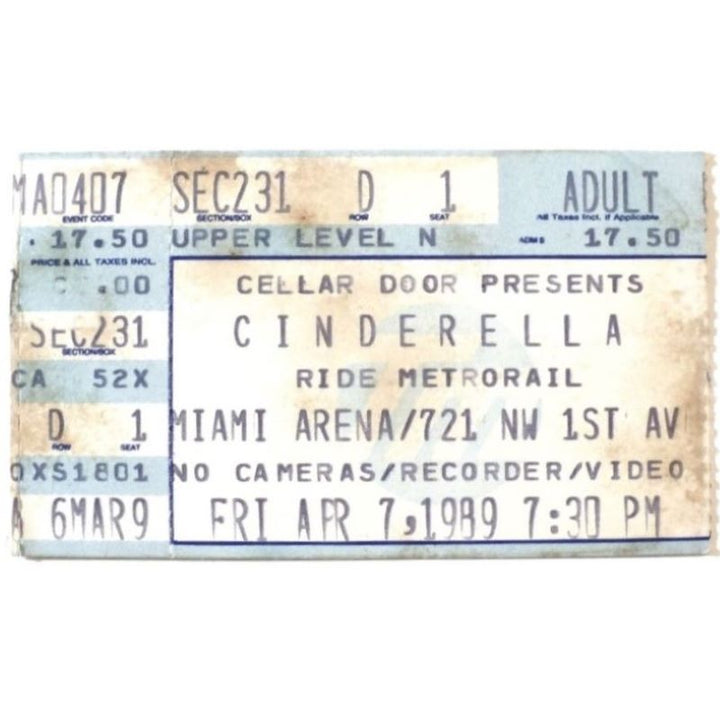 MA0407 SEC231 D 1 ADULT
EVENT CODE SECTION/BOX ROW SEAT All Taxes Incl. if Applicable
17.50 UPPER LEVEL N ADM$ 17.50
PRICE & ALL TAXES INCL.
.00 CELLAR DOOR PRESENTS
SEC231 CINDERELLA
SECTION/BOX
CA 52X RIDE METRORAIL
D 1 MIAMI ARENA/721 NW 1ST AV
ROW SEAT
0XS1801 NO CAMERAS/RECORDER/VIDEO
A 6MAR9 FRI APR 7,1989 7:30 PM